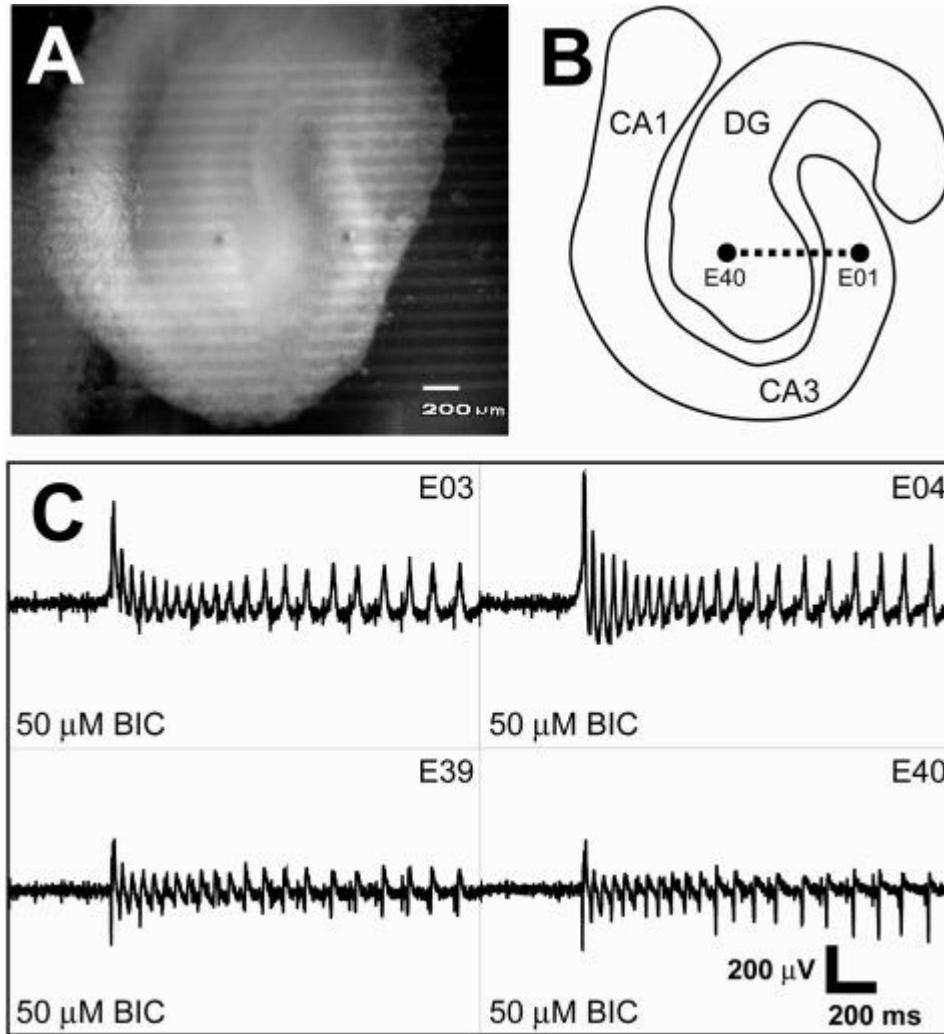 A
200 μm
B
CA1
DG
E40
E01
CA3
C
E03
50 μM BIC
E04
50 μM BIC
E39
50 μM BIC
E40
50 μM BIC
200 μV
200 ms